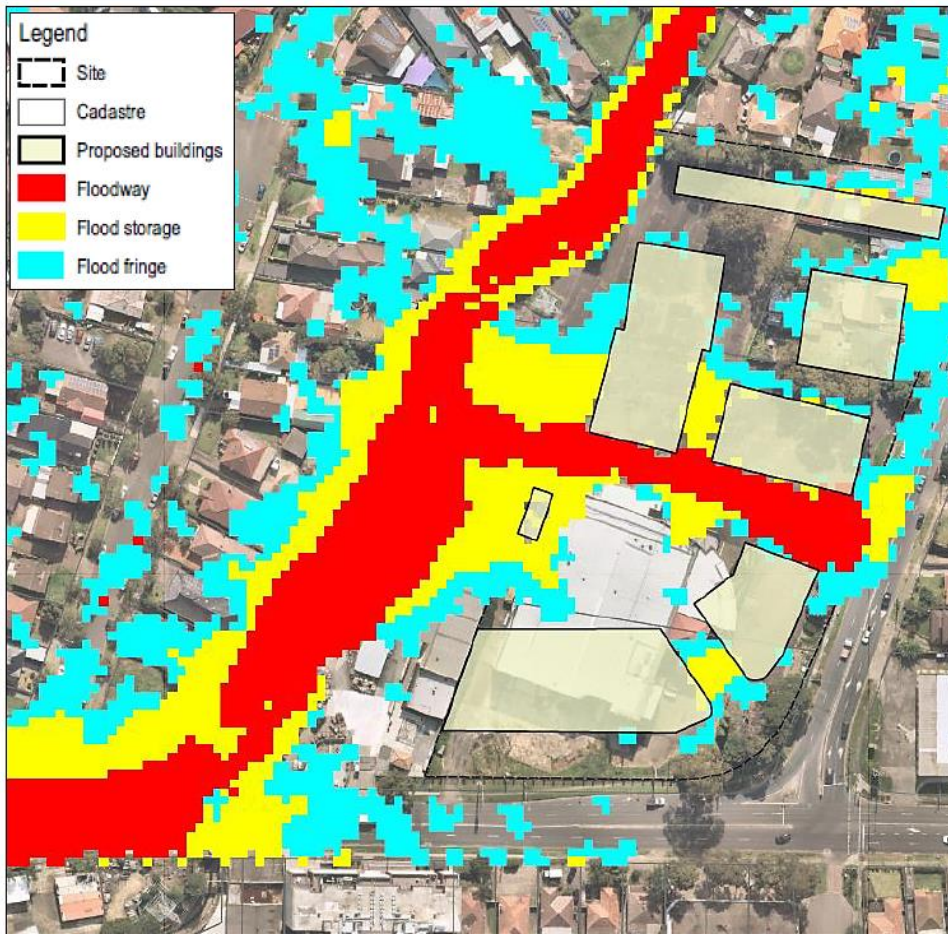 Legend
Site
Cadastre
Proposed buildings
Floodway
Flood storage
Flood fringe